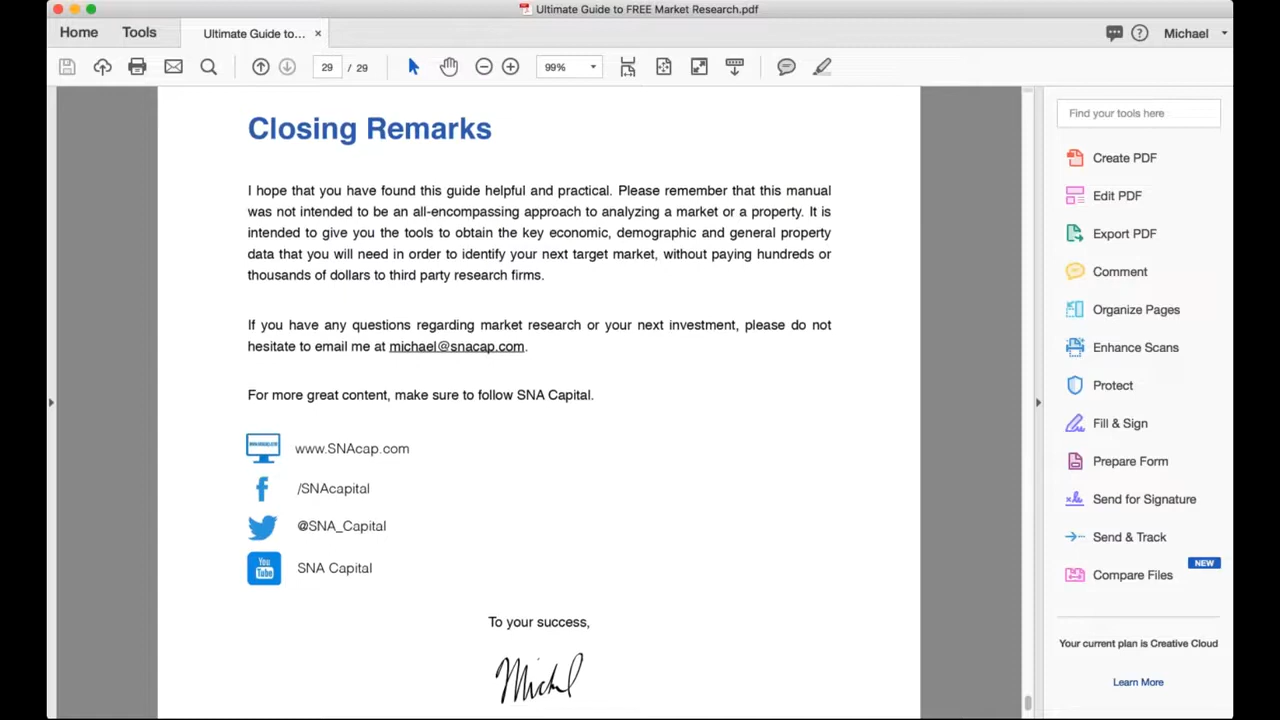 Ultimate Guide to FREE Market Research.pdf
Home
Tools
Ultimate Guide to... ×
Michael
29 / 29
99%
Closing Remarks
I hope that you have found this guide helpful and practical. Please remember that this manual
was not intended to be an all-encompassing approach to analyzing a market or a property. It is
intended to give you the tools to obtain the key economic, demographic and general property
data that you will need in order to identify your next target market, without paying hundreds or
thousands of dollars to third party research firms.
If you have any questions regarding market research or your next investment, please do not
hesitate to email me at michael@snacap.com.
For more great content, make sure to follow SNA Capital.
www.SNAcap.com
/SNAcapital
@SNA_Capital
You
Tube
SNA Capital
To your success,
Michael
Find your tools here
Create PDF
Edit PDF
Export PDF
Comment
Organize Pages
Enhance Scans
Protect
Fill & Sign
Prepare Form
Send for Signature
Send & Track
NEW
Compare Files
Your current plan is Creative Cloud
Learn More